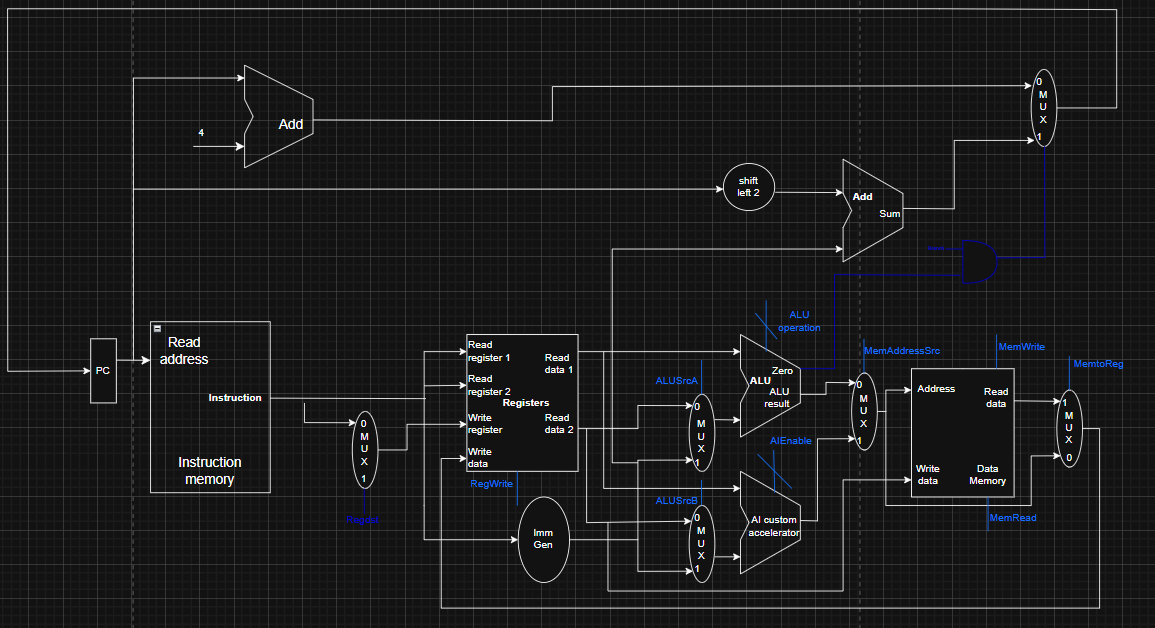 4
Add
0
M
U
X
1
shift
left 2
Add
Sum
PC
Read
address
Instruction
Instruction
memory
0
M
U
X
1
Read
register 1
Read
data 1
Read
register 2
Registers
Write
register
Read
data 2
Write
data
RegWrite
Imm
Gen
ALUSrcA
0
M
U
X
1
ALUSrcB
0
M
U
X
1
ALU
operation
Zero
ALU
ALU
result
AIEnable
AI custom
accelerator
MemAddressSrc
0
M
U
X
1
MemWrite
Address
Read
data
Write
data
Data
Memory
MemRead
MemtoReg
1
M
U
X
0